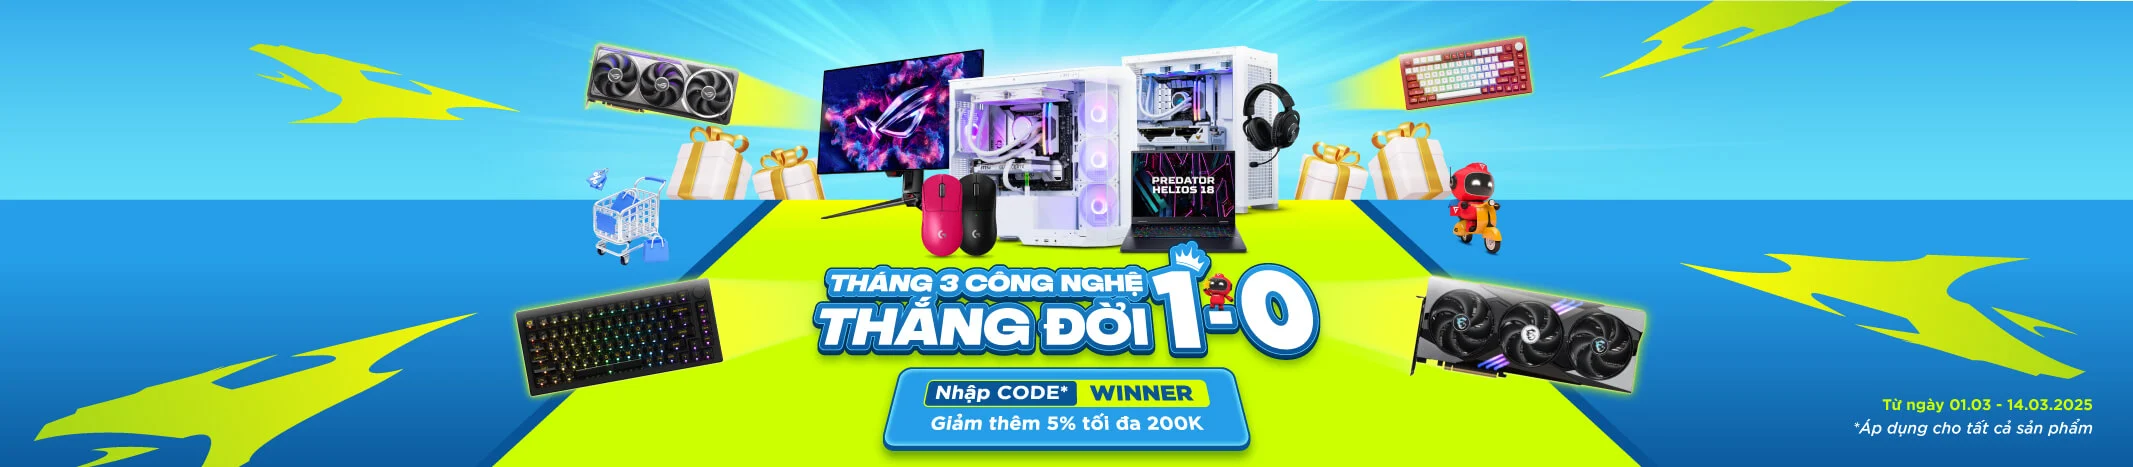 PREDATOR
HELIOS 18
THÁNG 3 CÔNG NGHỆ
THẮNG ĐỜI 1-0
Nhập CODE* WINNER
Giảm thêm 5% tối đa 200K
Từ ngày 01.03 - 14.03.2025
*Áp dụng cho tất cả sản phẩm